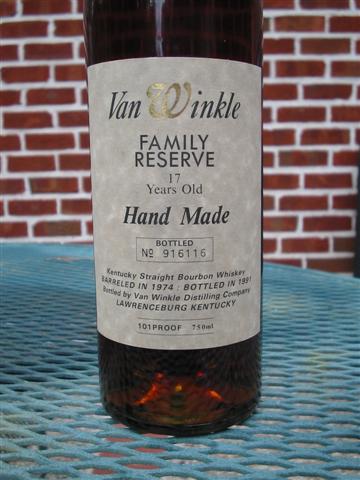 Van Winkle
FAMILY
RESERVE
17
Years Old
Hand Made
BOTTLED
Nº 916116
Kentucky Straight Bourbon Whiskey
BARRELED IN 1974 : BOTTLED IN 1991
Bottled by Van Winkle Distilling Company
LAWRENCEBURG KENTUCKY
101PROOF 750ml